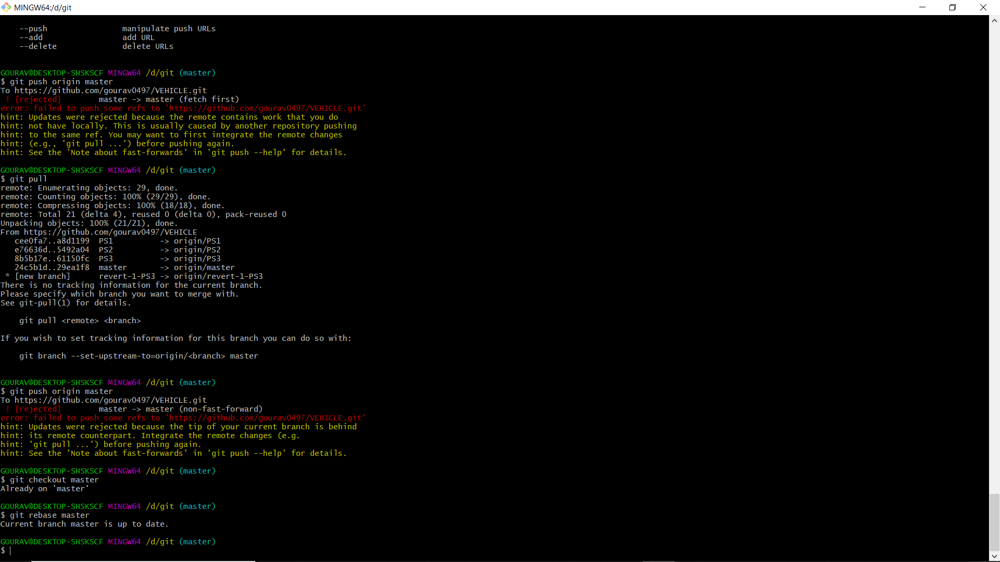 MINGW64:/d/git
--push manipulate push URLs
--add add URL
--delete delete URLs
GOURAV@DESKTOP-SHSKSCF MINGW64 /d/git (master)
$ git push origin master
To https://github.com/gourav0497/VEHICLE.git
! [rejected] master -> master (fetch first)
error: failed to push some refs to 'https://github.com/gourav0497/VEHICLE.git'
hint: Updates were rejected because the remote contains work that you do
hint: not have locally. This is usually caused by another repository pushing
hint: to the same ref. You may want to first integrate the remote changes
hint: (e.g., 'git pull ...') before pushing again.
hint: See the 'Note about fast-forwards' in 'git push --help' for details.
GOURAV@DESKTOP-SHSKSCF MINGW64 /d/git (master)
$ git pull
remote: Enumerating objects: 29, done.
remote: Counting objects: 100% (29/29), done.
remote: Compressing objects: 100% (18/18), done.
remote: Total 21 (delta 4), reused 0 (delta 0), pack-reused 0
Unpacking objects: 100% (21/21), done.
From https://github.com/gourav0497/VEHICLE
cee0fa7..a8d1199 PS1 -> origin/PS1
e76636d..5492a04 PS2 -> origin/PS2
8b5b17e..61150fc PS3 -> origin/PS3
24c5b1d..29ea1f8 master -> origin/master
* [new branch] revert-1-PS3 -> origin/revert-1-PS3
There is no tracking information for the current branch.
Please specify which branch you want to merge with.
See git-pull(1) for details.
git pull <remote> <branch>
If you wish to set tracking information for this branch you can do so with:
git branch --set-upstream-to=origin/<branch> master
GOURAV@DESKTOP-SHSKSCF MINGW64 /d/git (master)
$ git push origin master
To https://github.com/gourav0497/VEHICLE.git
! [rejected] master -> master (non-fast-forward)
error: failed to push some refs to 'https://github.com/gourav0497/VEHICLE.git'
hint: Updates were rejected because the tip of your current branch is behind
hint: its remote counterpart. Integrate the remote changes (e.g.
hint: 'git pull ...') before pushing again.
hint: See the 'Note about fast-forwards' in 'git push --help' for details.
GOURAV@DESKTOP-SHSKSCF MINGW64 /d/git (master)
$ git checkout master
Already on 'master'
GOURAV@DESKTOP-SHSKSCF MINGW64 /d/git (master)
$ git rebase master
Current branch master is up to date.
GOURAV@DESKTOP-SHSKSCF MINGW64 /d/git (master)
$